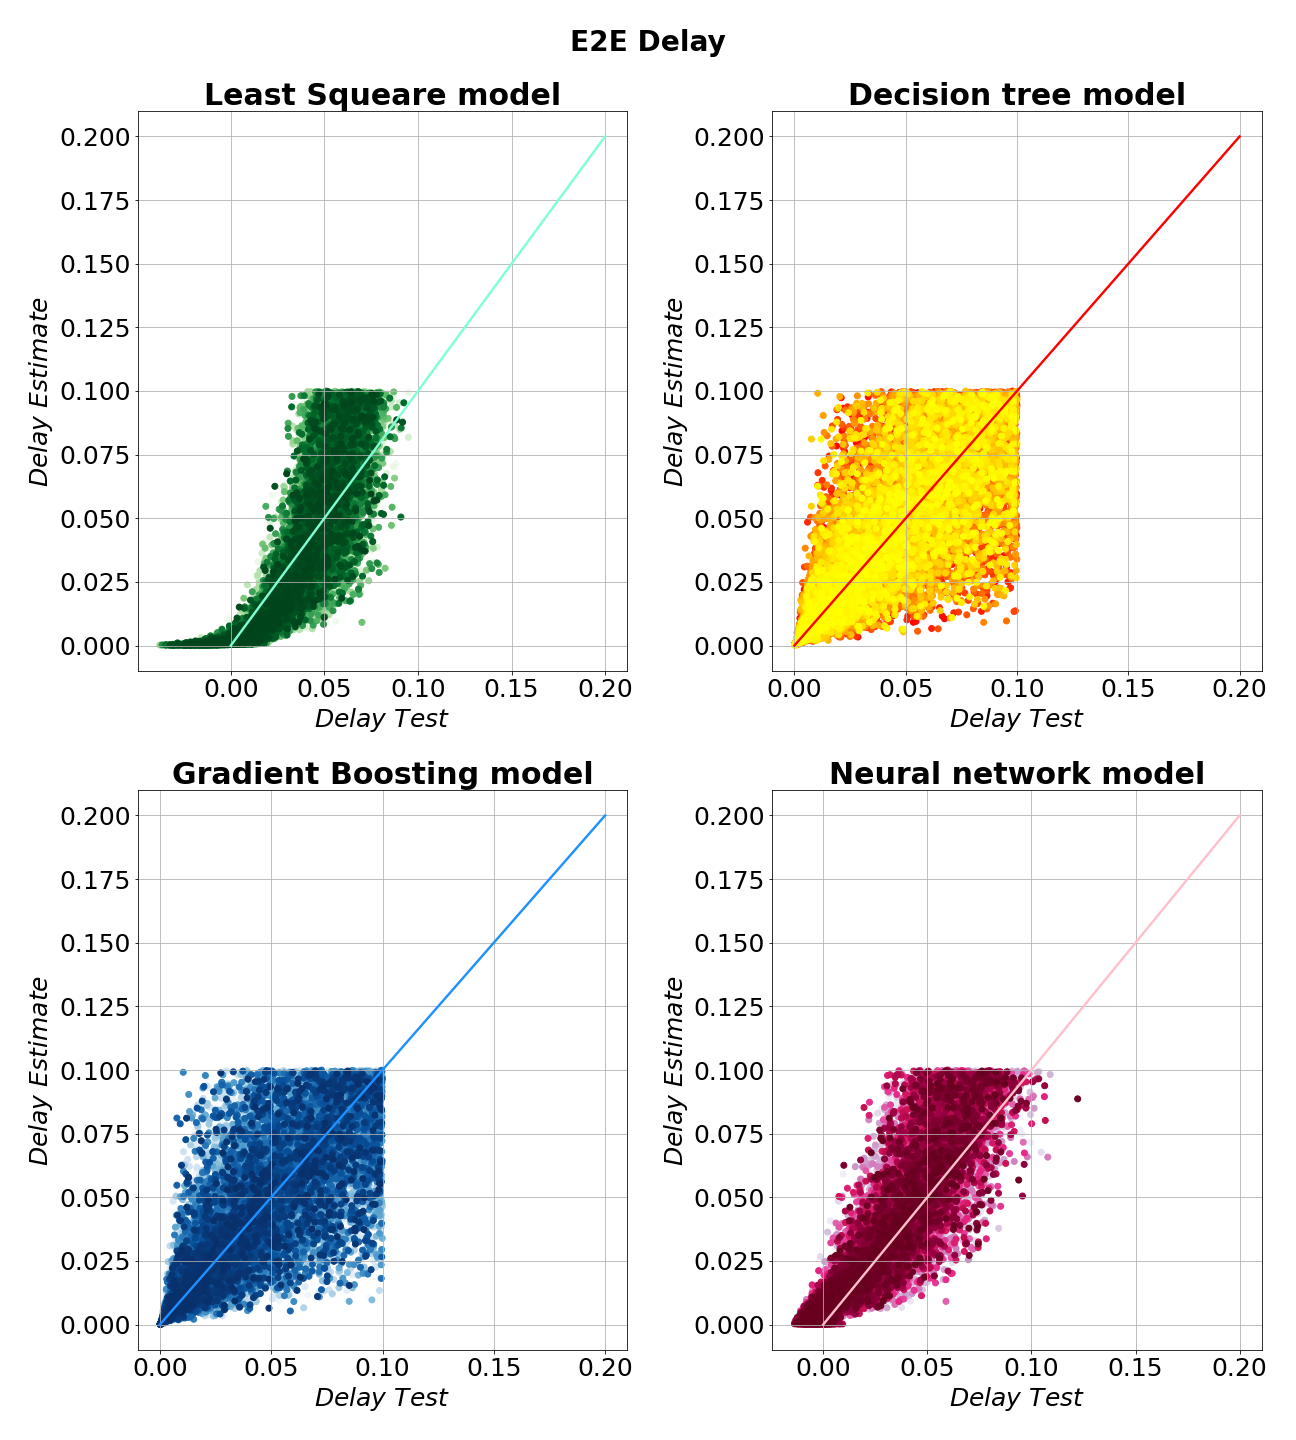 E2E Delay
Least Squeare model
0.200
0.175
0.150
0.125
0.100
0.075
0.050
0.025
0.000
Delay Estimate
0.00 0.05 0.10 0.15 0.20
Delay Test
Decision tree model
0.200
0.175
0.150
0.125
0.100
0.075
0.050
0.025
0.000
Delay Estimate
0.00 0.05 0.10 0.15 0.20
Delay Test
Gradient Boosting model
0.200
0.175
0.150
0.125
0.100
0.075
0.050
0.025
0.000
Delay Estimate
0.00 0.05 0.10 0.15 0.20
Delay Test
Neural network model
0.200
0.175
0.150
0.125
0.100
0.075
0.050
0.025
0.000
Delay Estimate
0.00 0.05 0.10 0.15 0.20
Delay Test